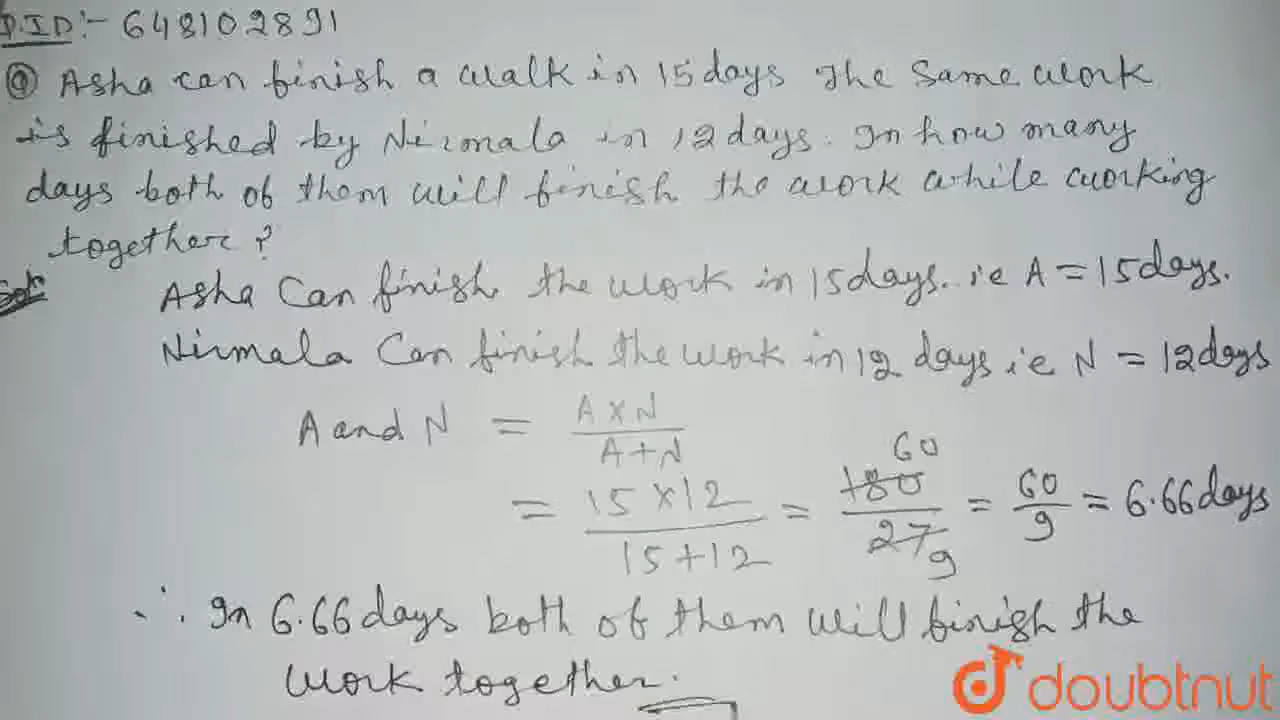 P.ID:- 648102891
Q Asha can finish a walk in 15 days The Same work
is finished by Nirmala in 12 days. In how many
days both of them will finish the work while working
together?
Sol. Asha Can finish the work in 15 days. ie A = 15 days.
Nirmala Can finish the work in 12 days ie N = 12 days
A and N = A × N / A + N
= 15 × 12 / 15 + 12 = 180 60 / 27 9 = 60 / 9 = 6.66 days
∴ In 6.66 days both of them will finish the
work together.
doubtnut